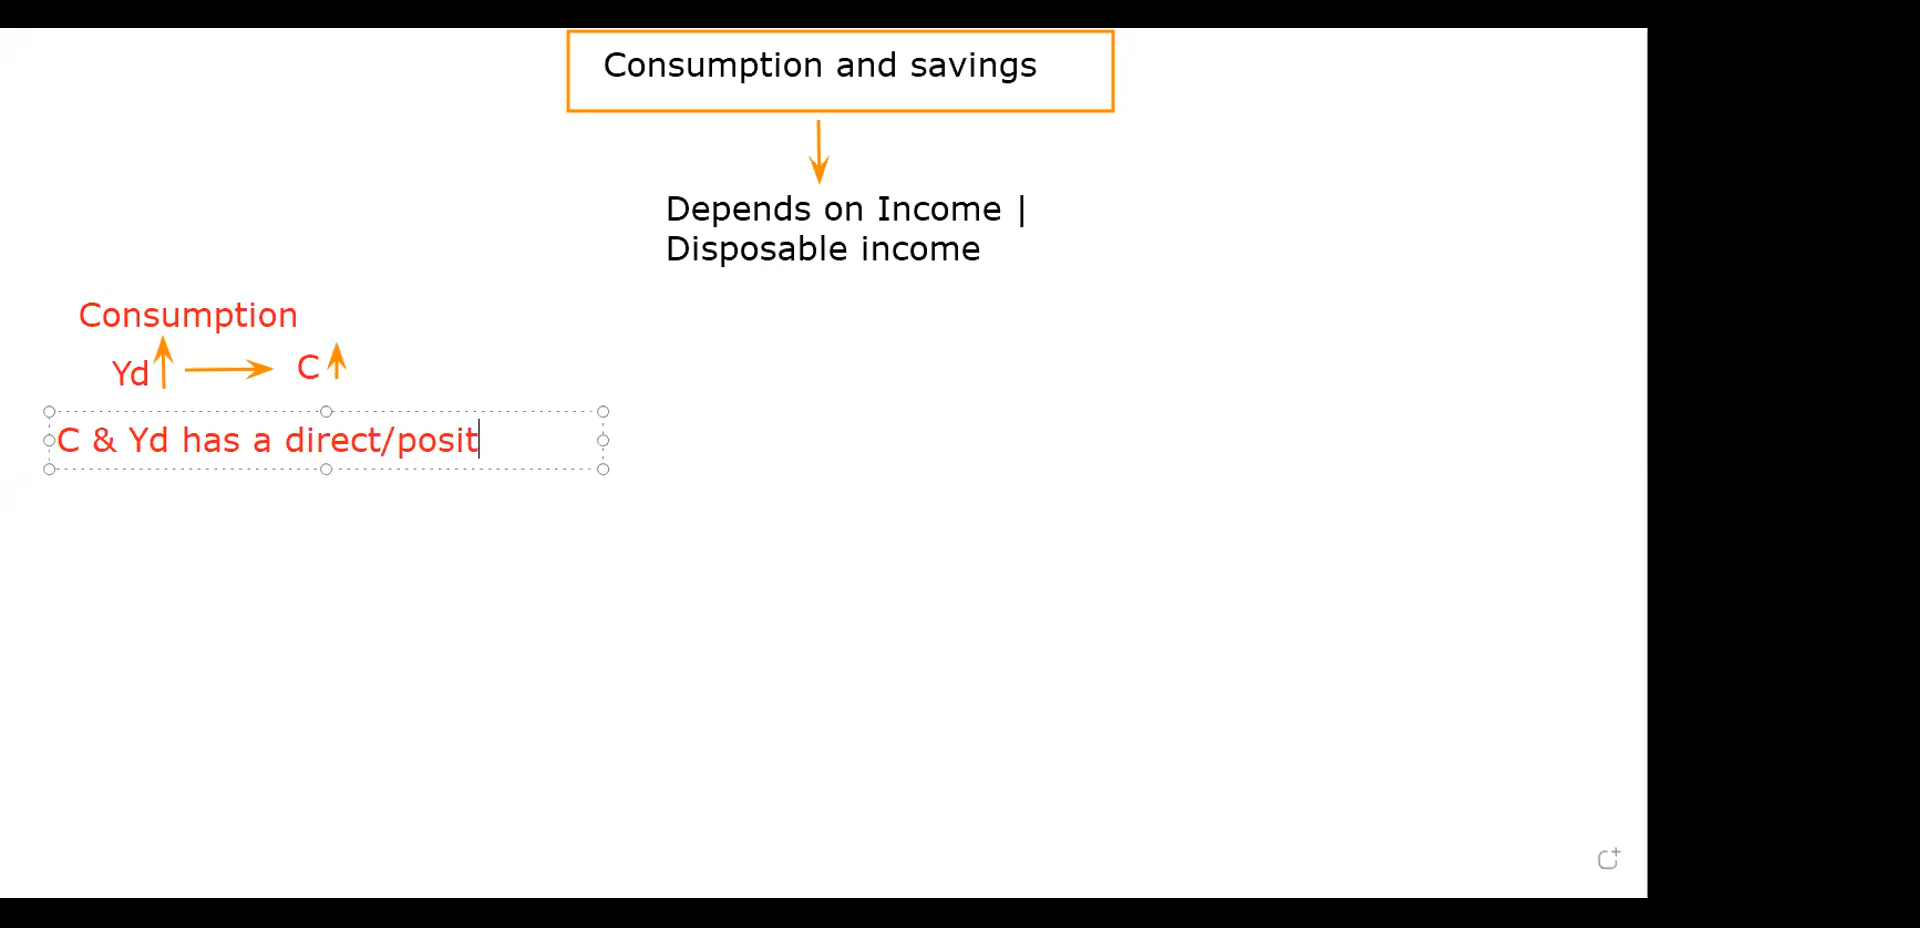 Consumption and savings
Depends on Income |
Disposable income
Consumption
Yd C
C & Yd has a direct/posit